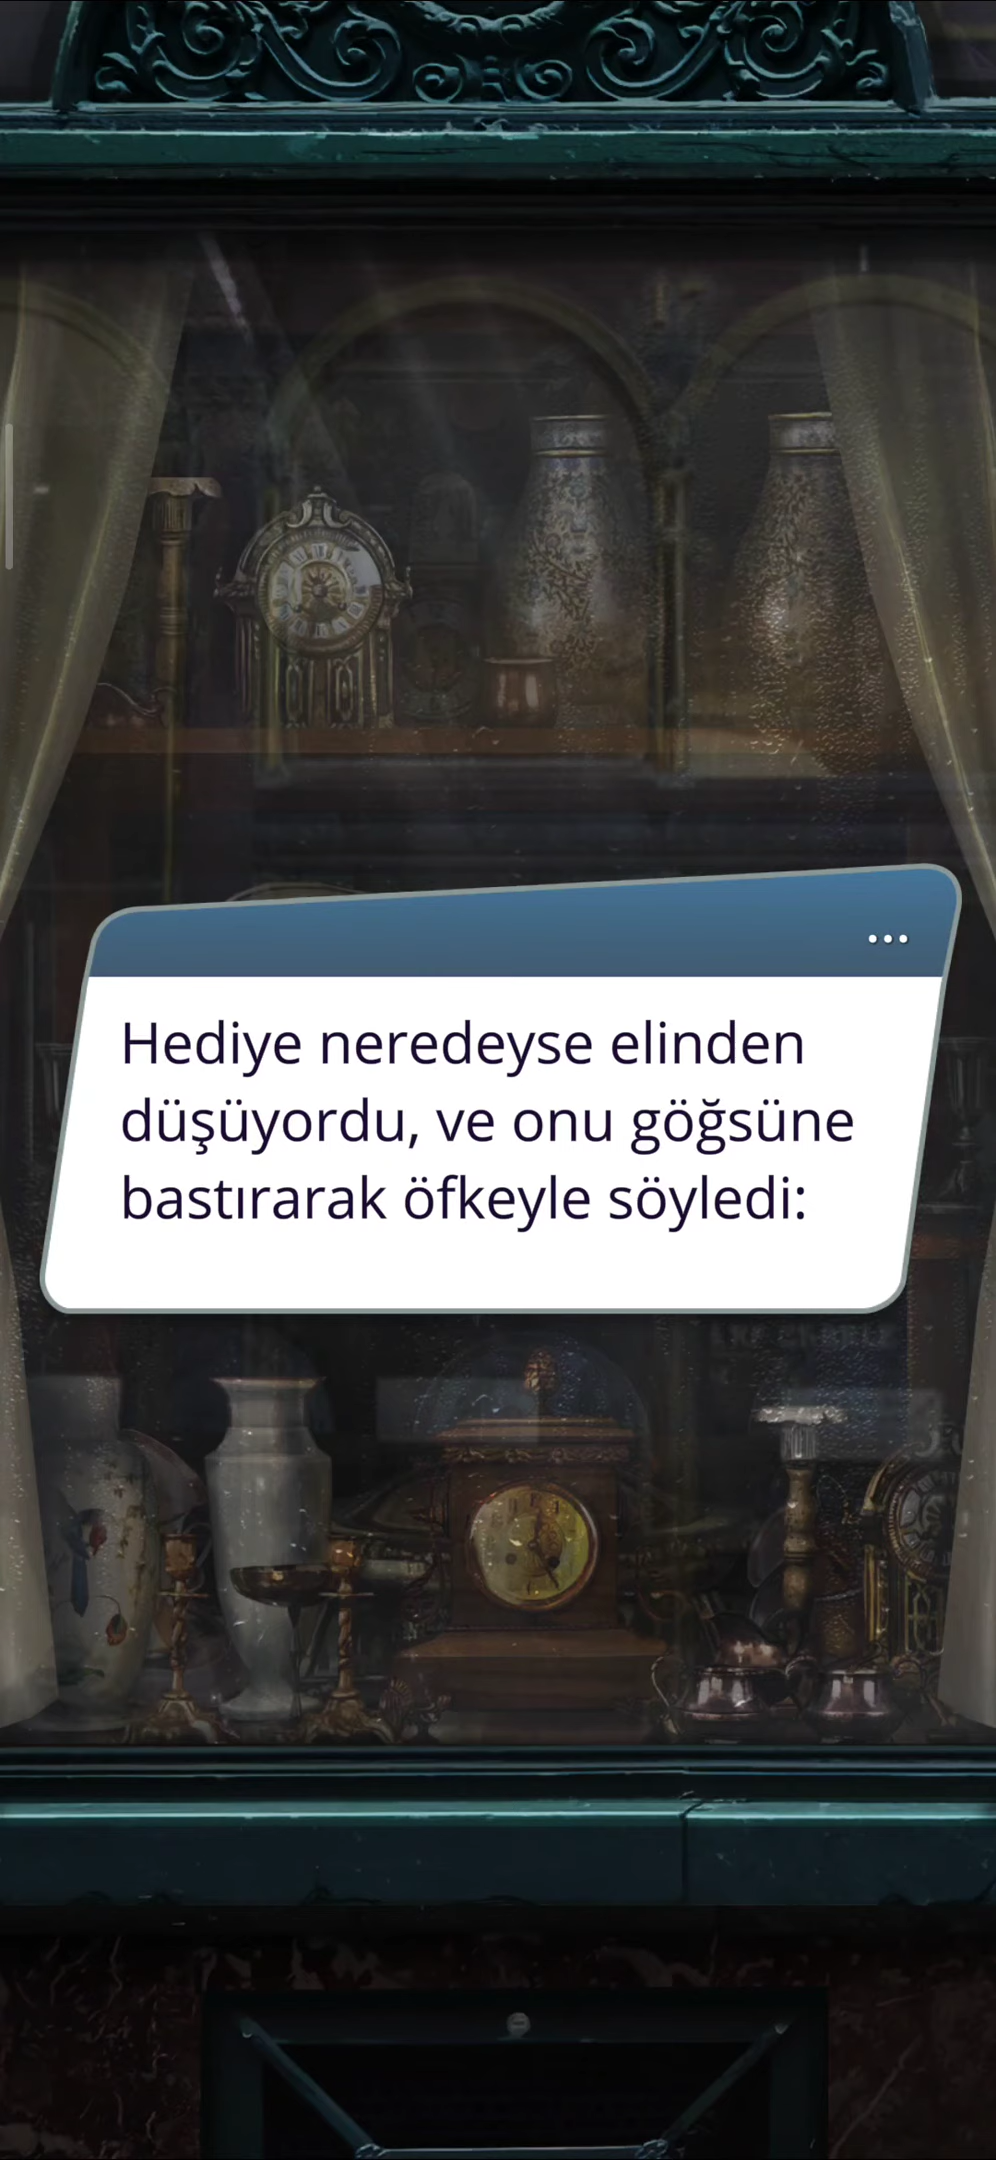 Hediye neredeyse elinden
düşüyordu, ve onu göğsüne
bastırarak öfkeyle söyledi: